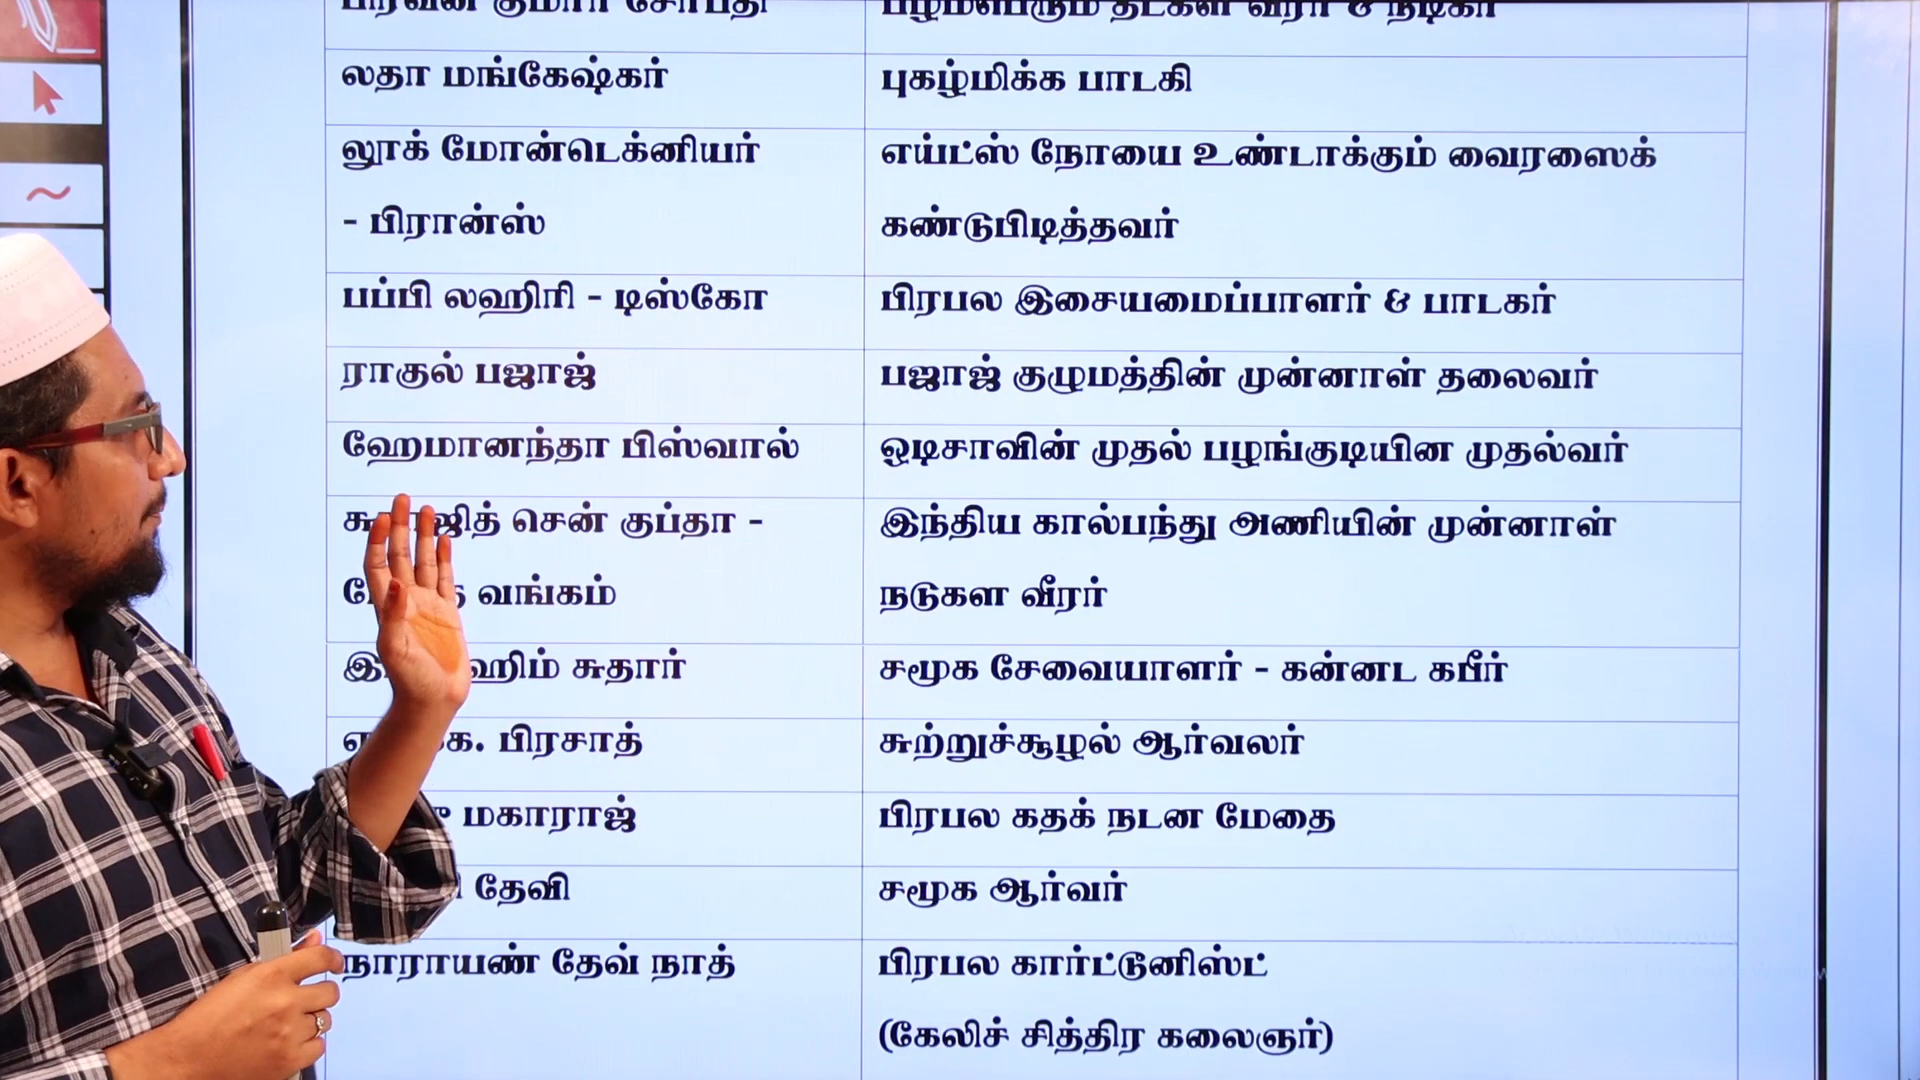 லதா மங்கேஷ்கர் புகழ்மிக்க பாடகி
லூக் மோன்டெக்னியர் எய்ட்ஸ் நோயை உண்டாக்கும் வைரஸைக்
- பிரான்ஸ் கண்டுபிடித்தவர்
பப்பி லஹிரி - டிஸ்கோ பிரபல இசையமைப்பாளர் & பாடகர்
ராகுல் பஜாஜ் பஜாஜ் குழுமத்தின் முன்னாள் தலைவர்
ஹேமானந்தா பிஸ்வால் ஒடிசாவின் முதல் பழங்குடியின முதல்வர்
சென் குப்தா - இந்திய கால்பந்து அணியின் முன்னாள்
வங்கம் நடுகள வீரர்
சுதார் சமூக சேவையாளர் - கன்னட கபீர்
பிரசாத் சுற்றுச்சூழல் ஆர்வலர்
மகாராஜ் பிரபல கதக் நடன மேதை
தேவி சமூக ஆர்வர்
நாராயண் தேவ் நாத் பிரபல கார்ட்டூனிஸ்ட்
(கேலிச் சித்திர கலைஞர்)